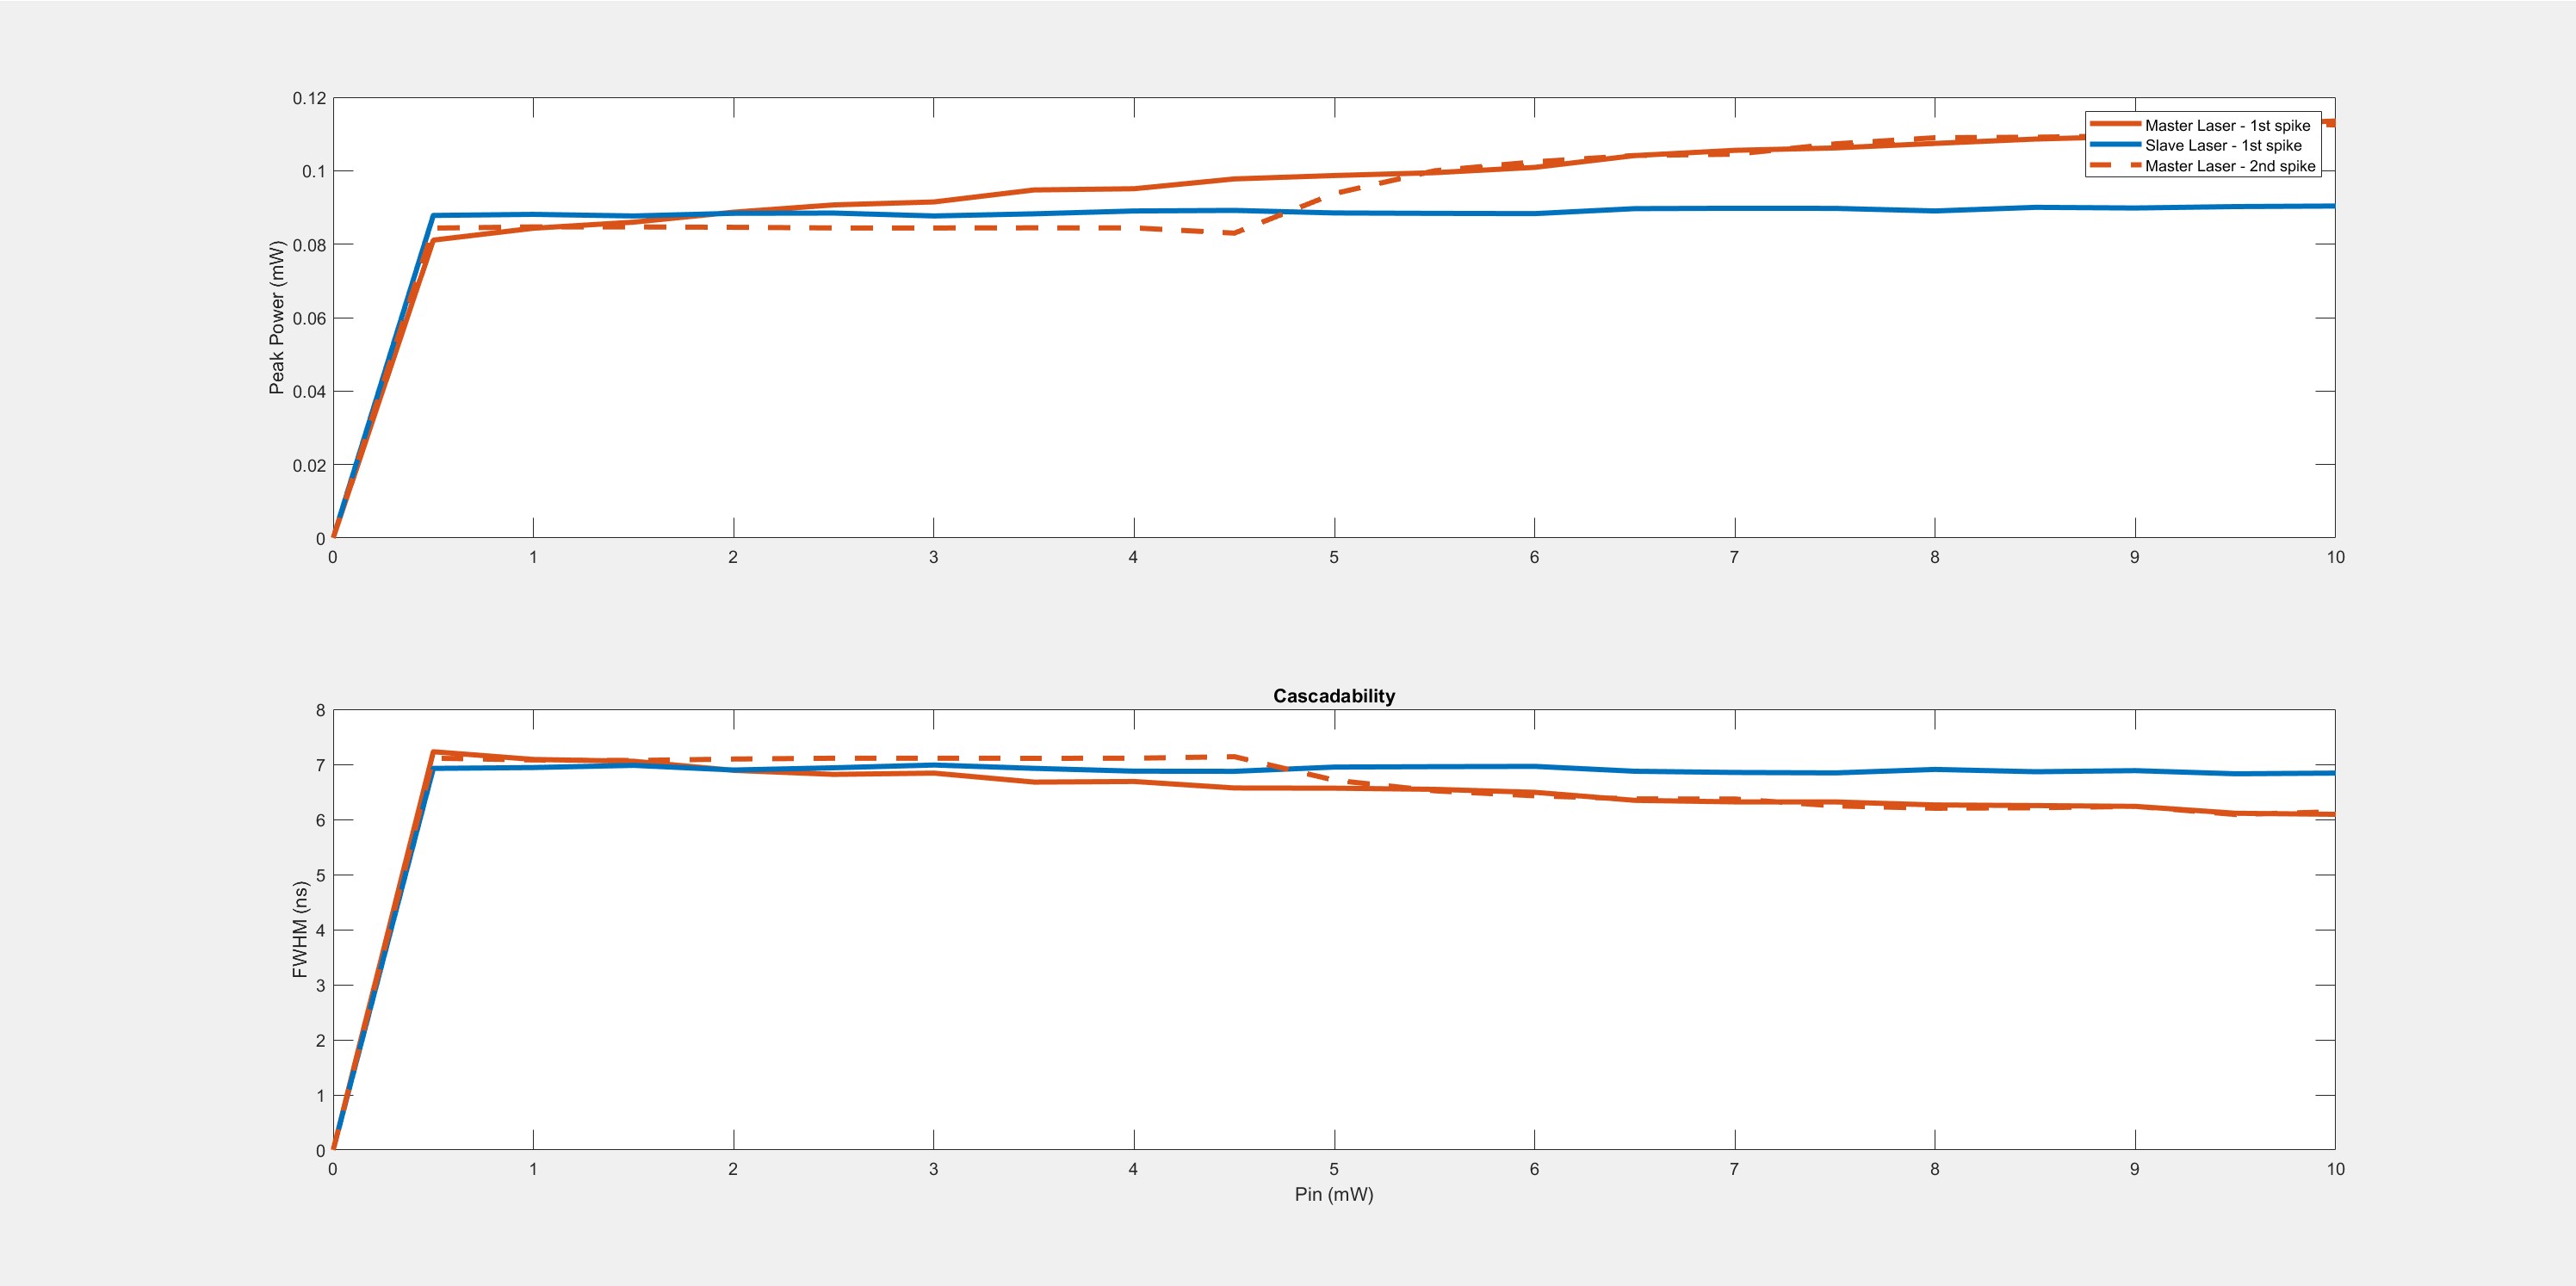 0.12
0.1
0.08
0.06
0.04
0.02
0
Peak Power (mW)
Master Laser - 1st spike
Slave Laser - 1st spike
Master Laser - 2nd spike
0 1 2 3 4 5 6 7 8 9 10
Cascadability
8
7
6
5
4
3
2
1
0
FWHM (ns)
0 1 2 3 4 5 6 7 8 9 10
Pin (mW)